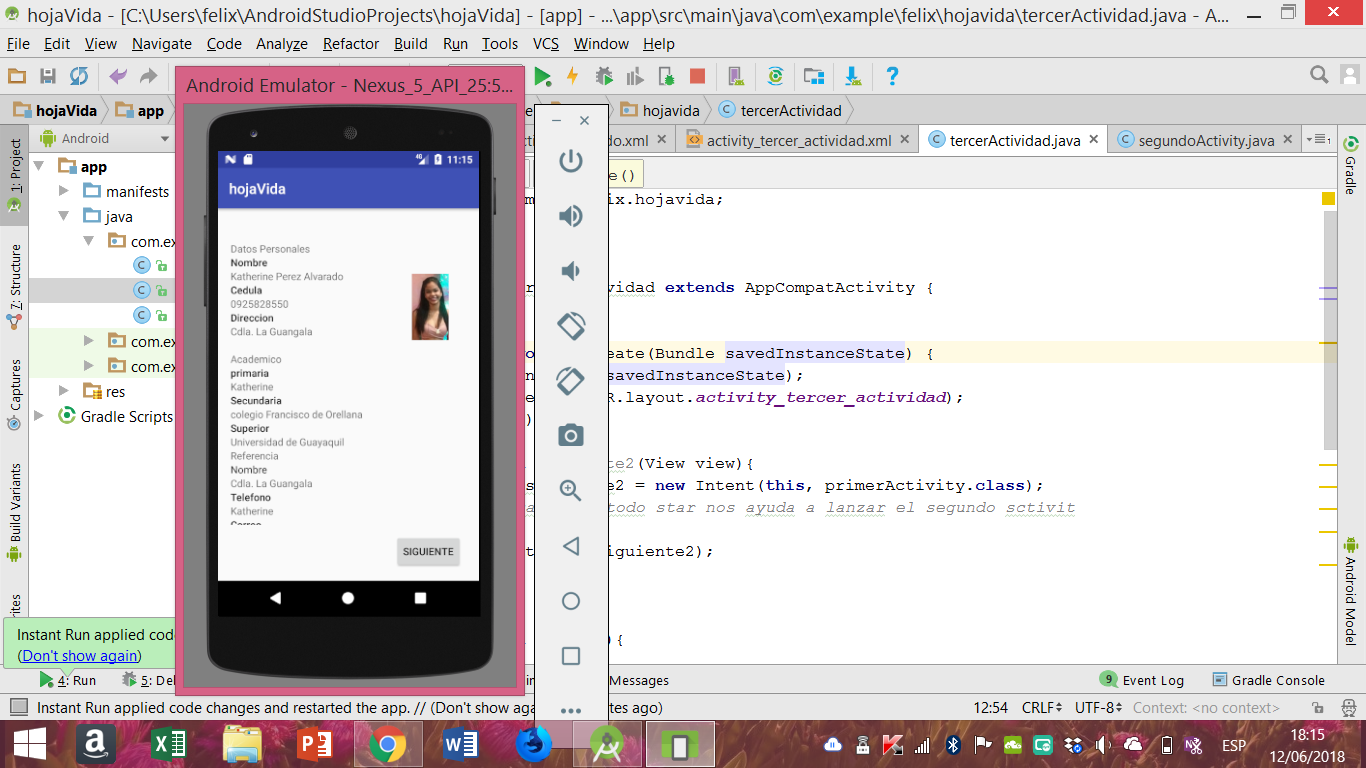 hojaVida - [C:\Users\felix\AndroidStudioProjects\hojaVida] - [app] - ...\app\src\main\java\com\example\felix\hojavida\tercerActividad.java - A...
File Edit View Navigate Code Analyze Refactor Build Run Tools VCS Window Help
hojaVida app hojavida tercerActividad
Android Emulator - Nexus_5_API_25:5...
1: Project
Android
do.xml activity_tercer_actividad.xml tercerActividad.java segundoActivity.java
Gradle
app
manifests
java
com.ex
com.ex
com.ex
res
Gradle Scripts
7: Structure
Captures
Build Variants
11:15
hojaVida
Datos Personales
Nombre
Katherine Perez Alvarado
Cedula
0925828550
Direccion
Cdla. La Guangala
Academico
primaria
Katherine
Secundaria
colegio Francisco de Orellana
Superior
Universidad de Guayaquil
Referencia
Nombre
Cdla. La Guangala
Telefono
Katherine
Correo
SIGUIENTE
e()
ix.hojavida;
vidad extends AppCompatActivity {
eate(Bundle savedInstanceState) {
savedInstanceState);
R.layout.activity_tercer_actividad);
)
te2(View view){
e2 = new Intent(this, primerActivity.class);
todo star nos ayuda a lanzar el segundo sctivit
iguiente2);
){
Android Model
Instant Run applied cod
(Don't show again)
4: Run 5: De Messages 9 Event Log Gradle Console
Instant Run applied code changes and restarted the app. // (Don't show aga tes ago) 12:54 CRLF UTF-8 Context: <no context>
ESP
18:15
12/06/2018